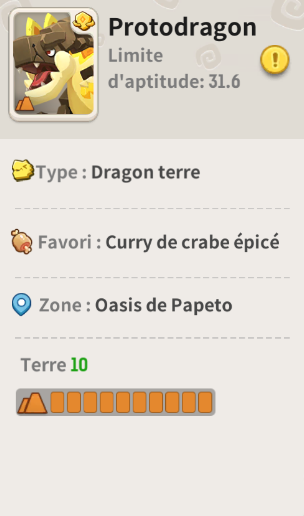 Protodragon
Limite
d'aptitude: 31.6
Type : Dragon terre
Favori : Curry de crabe épicé
Zone : Oasis de Papeto
Terre 10